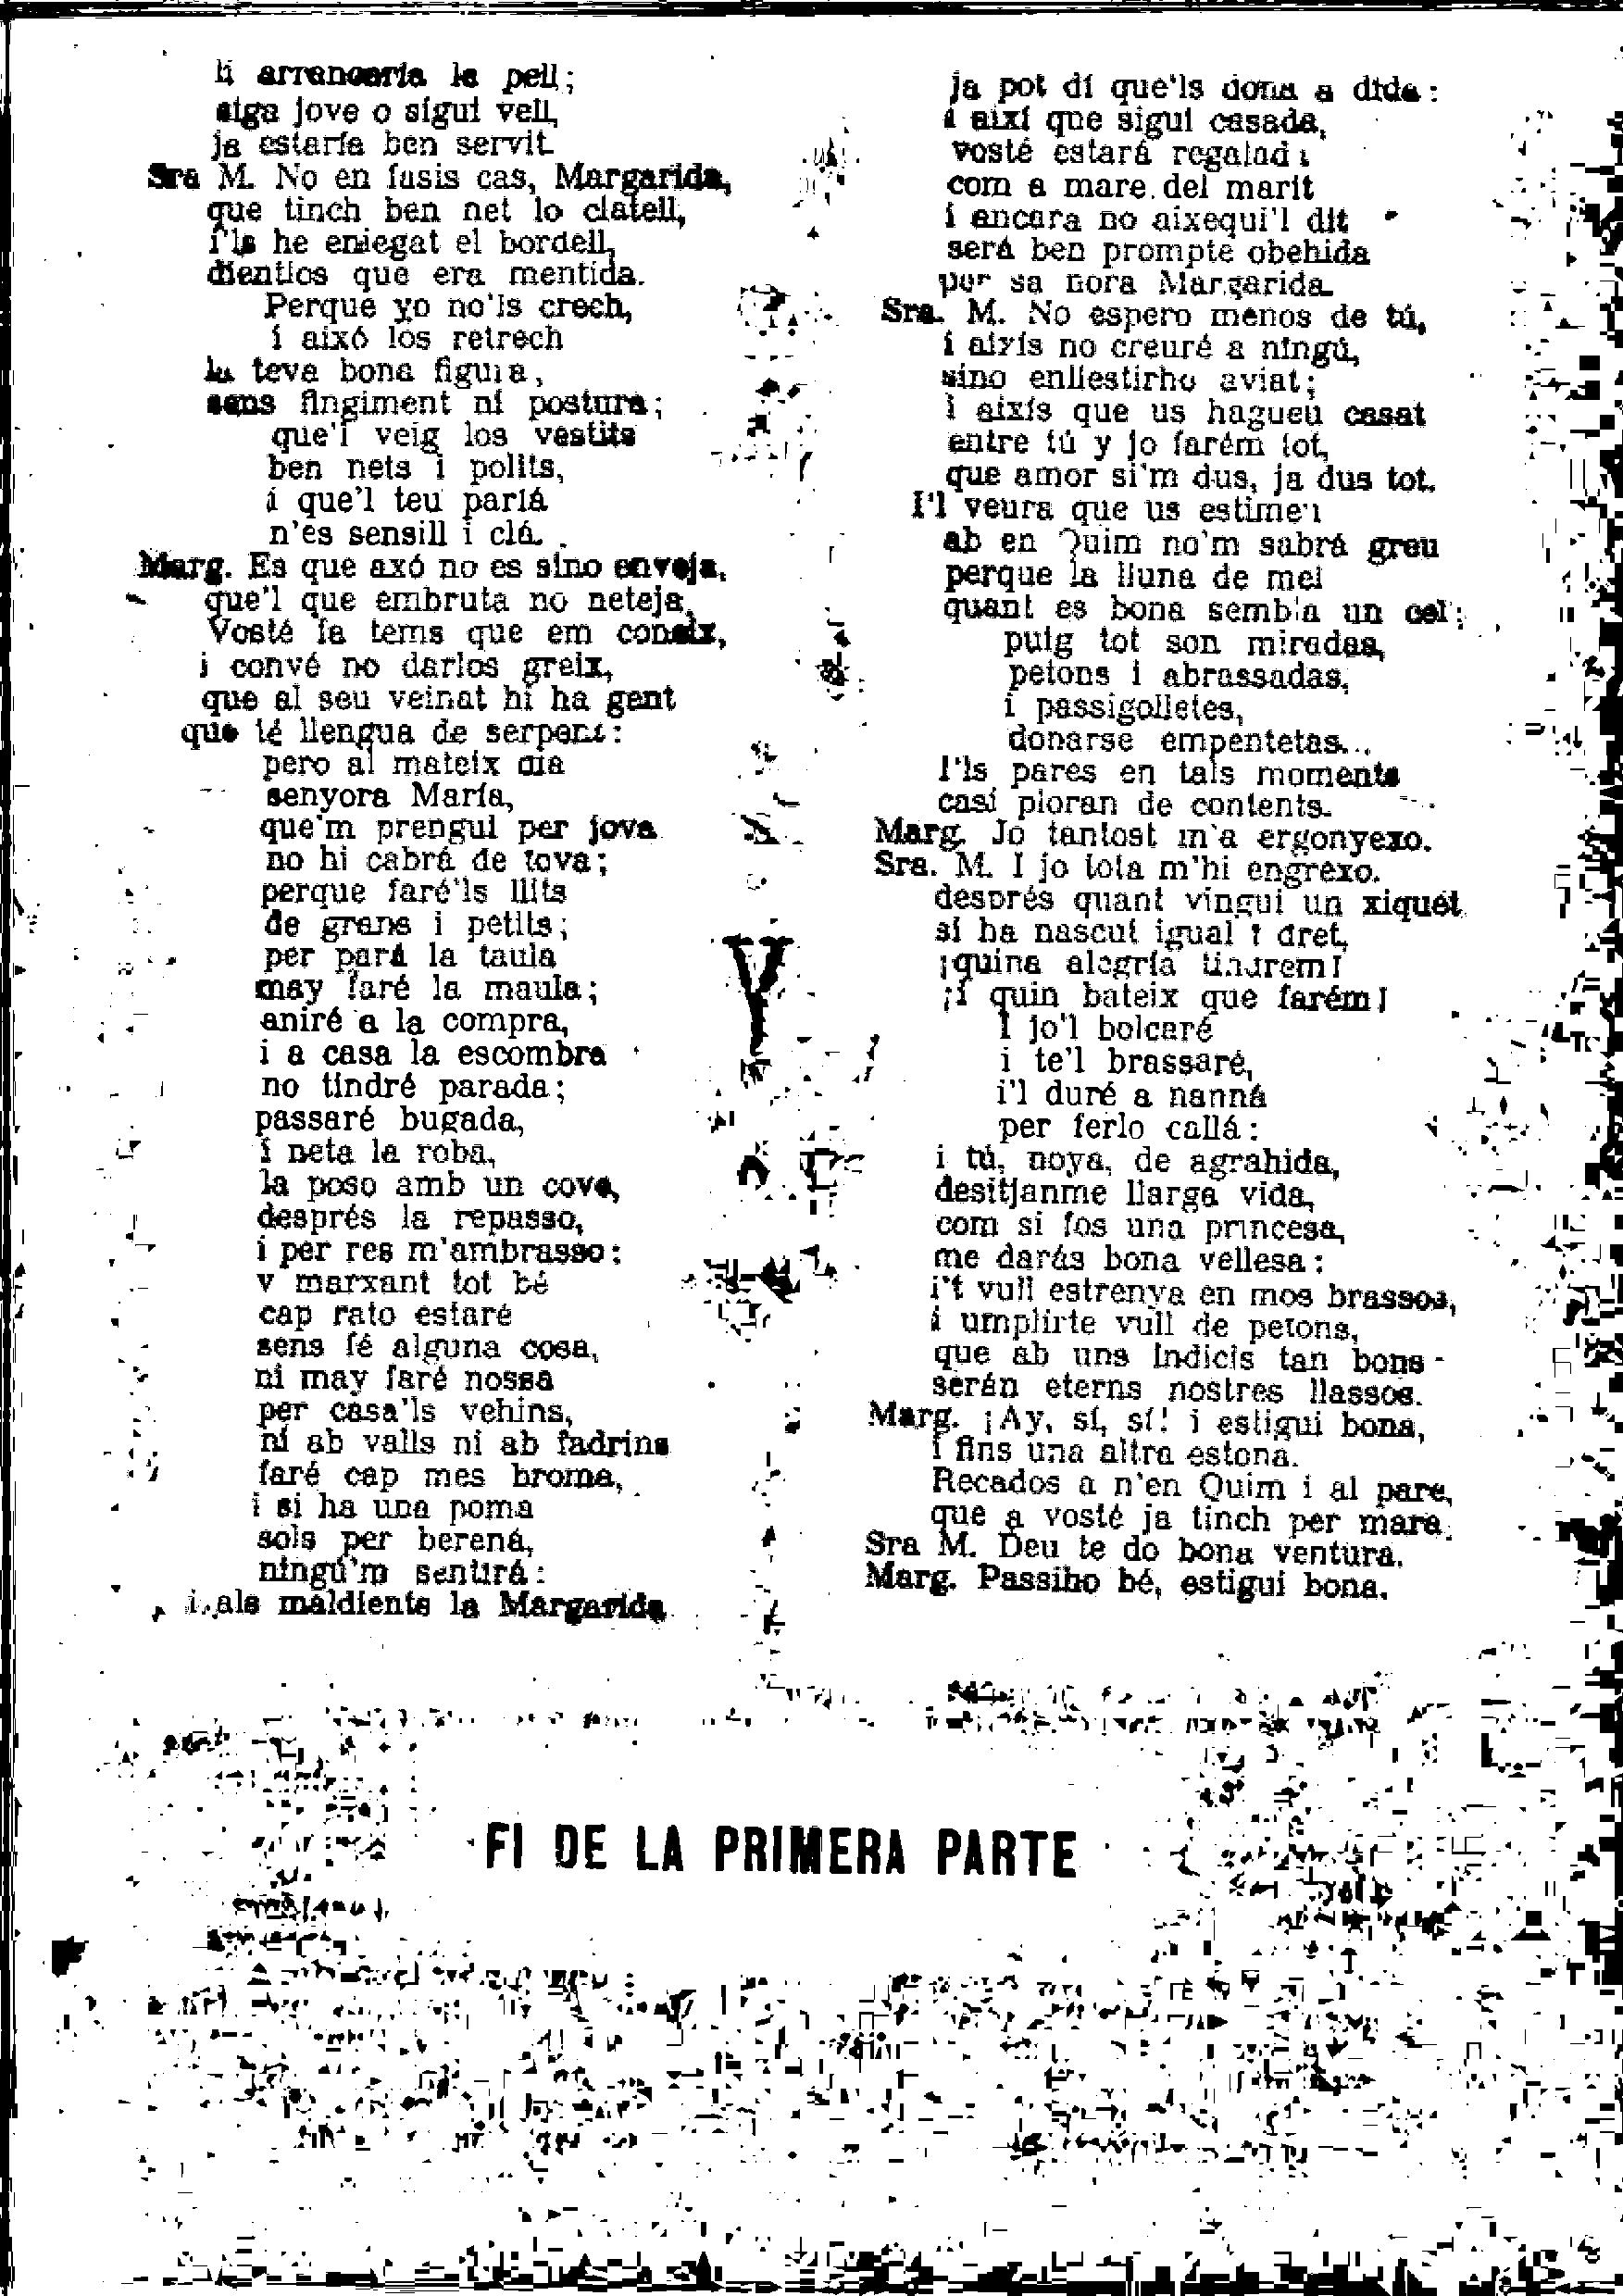 li arrancaria la pell;
siga jove o sigui vell,
ja estaría ben servit.
Sra M. No en fasis cas, Margarida,
que tinch ben net lo clatell,
i'ls he engegat el bordell,
dientlos que era mentida.
Perque yo no'ls crech,
i aixó los retrech
la teva bona figura,
sens fingiment ni postura;
que'i veig los vestits
ben nets i polits,
i que'l teu parlá
n'es sensill i clá.
Marg. Es que axó no es sino enveja,
que'l que embruta no neteja,
Vosté fa tems que em coneix,
i convé no darlos greix,
que al seu veinat hi ha gent
que té llengua de serpent:
pero al mateix dia
senyora María,
que'm prengui per jova
no hi cabrá de tova;
perque faré'ls llits
de grans i petits;
per pará la taula
may faré la maula;
aniré a la compra,
i a casa la escombra
no tindré parada;
passaré bugada,
i neta la roba,
la poso amb un cove,
després la repasso,
i per res m'ambrasso:
y marxant tot bé
cap rato estaré
sens fé alguna cosa,
ni may faré nossa
per casa'ls vehins,
ni ab valls ni ab fadrins
faré cap mes broma,
i si ha una poma
sols per berená,
ningú'm sentirá:
i als maldients la Margarida
ja pot di que'ls dona a dida:
i així que sigui casada,
vosté estará regalada
com a mare del marit
i ancara no aixequi'l dit
será ben prompte obehida
per sa nora Margarida.
Sra. M. No espero menos de tú,
i aixís no creuré a ningú,
sino enllestirho aviat;
i aixís que us hagueu casat
entre tú y jo farém tot,
que amor si'm dus, ja dus tot.
I'l veura que us estimeu
ab en Quim no'm sabrá greu
perque la lluna de mel
quant es bona sembla un cel;
puig tot son miradas,
petons i abrassadas,
i passigolletes,
donarse empentetas...
I'ls pares en tals moments
casi ploran de contents.
Marg. Jo tantost m'a ergonyexo.
Sra. M. I jo tota m'hi engrexo.
després quant vingui un xiquét
si ha nascut igual i dret,
¡quina alegría tindrem!
¡i quin bateix que farém!
I jo'l bolcaré
i te'l brassaré,
i'l duré a nanná
per ferlo callá:
i tú, noya, de agrahida,
desitjanme llarga vida,
com si fos una princesa,
me darás bona vellesa:
i't vull estrenya en mos brassos,
i umplirte vull de petons,
que ab uns indicis tan bons
serán eterns nostres llassos.
Marg. ¡Ay, sí, sí! i estigui bona,
i fins una altra estona.
Recados a n'en Quim i al pare,
que a vosté ja tinch per mare.
Sra M. Deu te do bona ventura.
Marg. Passiho bé, estigui bona.
FI DE LA PRIMERA PARTE